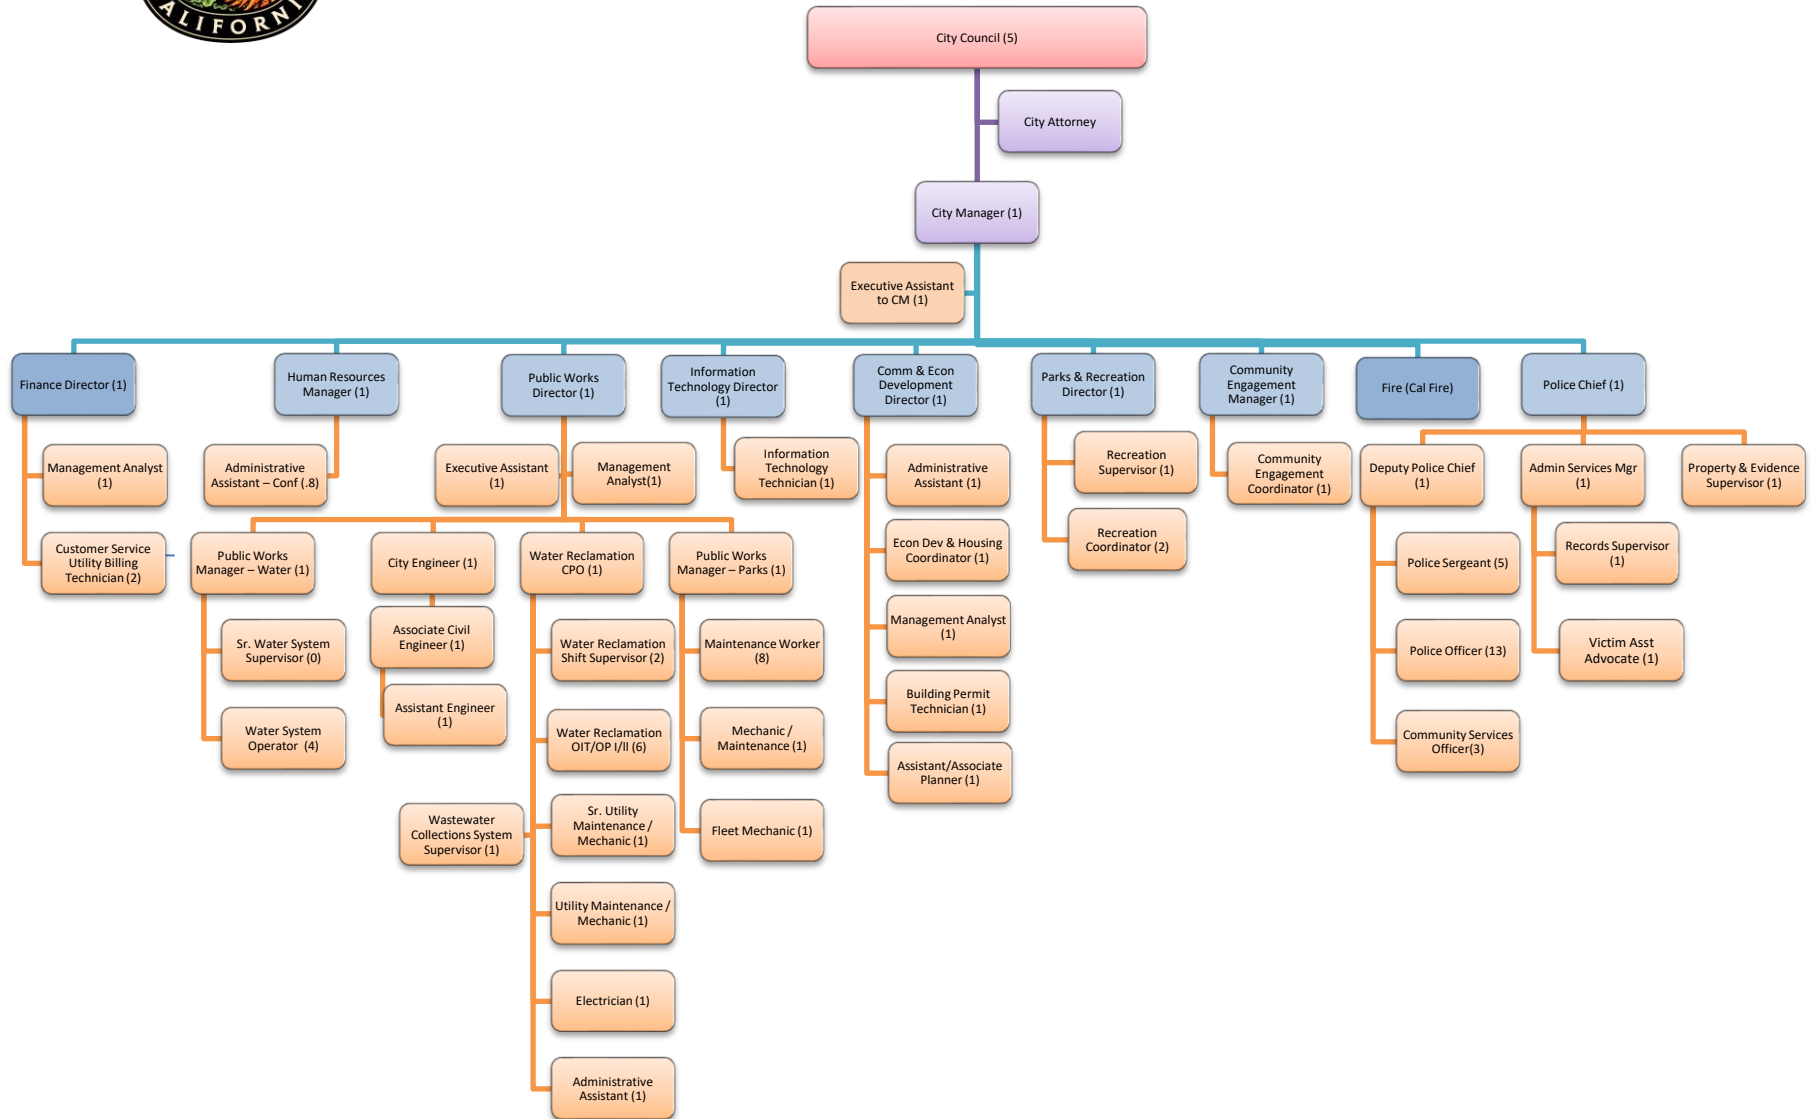 ALIFORNI
City Council (5)
City Attorney
City Manager (1)
Executive Assistant
to CM (1)
Finance Director (1)
Human Resources
Manager (1)
Public Works
Director (1)
Information
Technology Director
(1)
Comm & Econ
Development
Director (1)
Parks & Recreation
Director (1)
Community
Engagement
Manager (1)
Fire (Cal Fire)
Police Chief (1)
Management Analyst
(1)
Customer Service
Utility Billing
Technician (2)
Administrative
Assistant – Conf (.8)
Executive Assistant
(1)
Management
Analyst(1)
Public Works
Manager – Water (1)
Sr. Water System
Supervisor (0)
Water System
Operator  (4)
City Engineer (1)
Associate Civil
Engineer (1)
Assistant Engineer
(1)
Water Reclamation
CPO (1)
Water Reclamation
Shift Supervisor (2)
Water Reclamation
OIT/OP I/II (6)
Wastewater
Collections System
Supervisor (1)
Sr. Utility
Maintenance /
Mechanic (1)
Utility Maintenance /
Mechanic (1)
Electrician (1)
Administrative
Assistant (1)
Public Works
Manager – Parks (1)
Maintenance Worker
(8)
Mechanic /
Maintenance (1)
Fleet Mechanic (1)
Information
Technology
Technician (1)
Administrative
Assistant (1)
Econ Dev & Housing
Coordinator (1)
Management Analyst
(1)
Building Permit
Technician (1)
Assistant/Associate
Planner (1)
Recreation
Supervisor (1)
Recreation
Coordinator (2)
Community
Engagement
Coordinator (1)
Deputy Police Chief
(1)
Police Sergeant (5)
Police Officer (13)
Community Services
Officer(3)
Admin Services Mgr
(1)
Records Supervisor
(1)
Victim Asst
Advocate (1)
Property & Evidence
Supervisor (1)